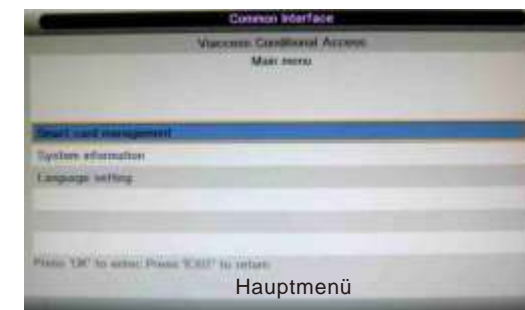 Common Interface
Viaccess Conditional Access
Main menu
Smart card management
System information
Language setting
Press 'OK' to enter. Press 'EXIT' to return
Hauptmenü